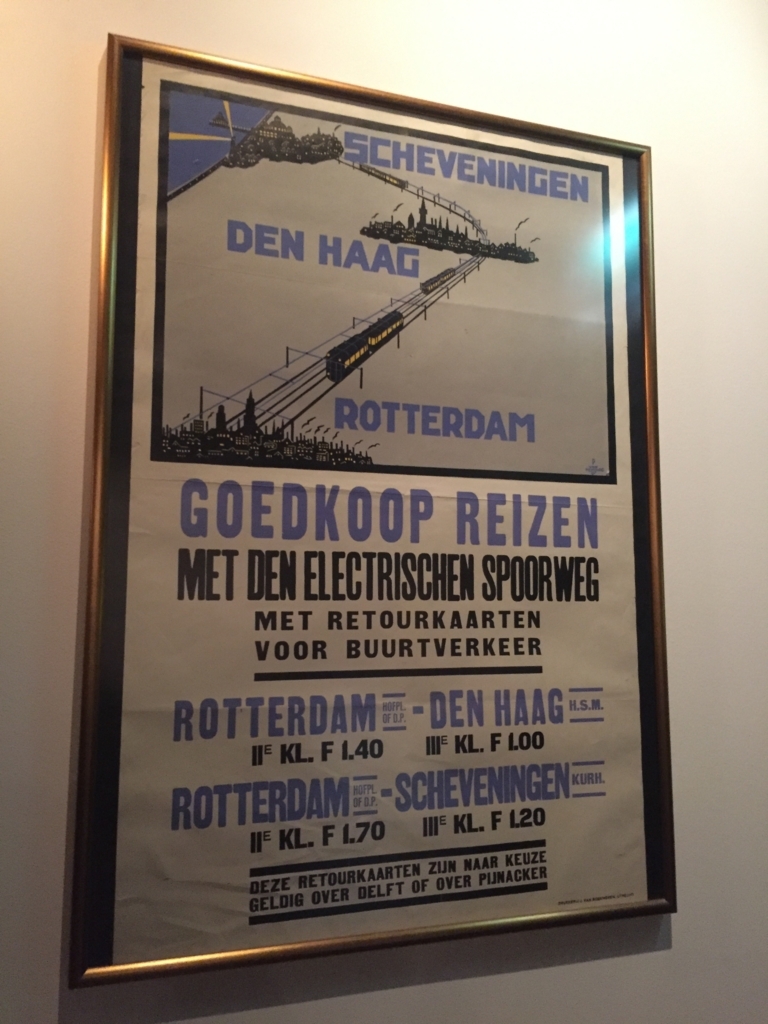 SCHEVENINGEN
DEN HAAG
ROTTERDAM
GOEDKOOP REIZEN
MET DEN ELECTRISCHEN SPOORWEG
MET RETOURKAARTEN
VOOR BUURTVERKEER
ROTTERDAM HOFPL. OF D.P. - DEN HAAG H.S.M.
IIE KL. F 1.40 IIIE KL. F 1.00
ROTTERDAM HOFPL. OF D.P. - SCHEVENINGEN KURH.
IIE KL. F 1.70 IIIE KL. F 1.20
DEZE RETOURKAARTEN ZIJN NAAR KEUZE
GELDIG OVER DELFT OF OVER PIJNACKER